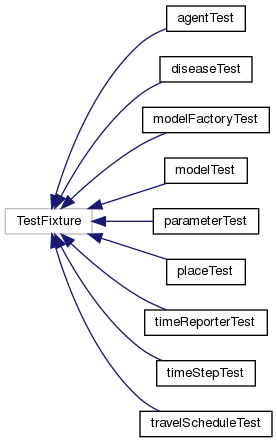 agentTest
diseaseTest
modelFactoryTest
modelTest
TestFixture
parameterTest
placeTest
timeReporterTest
timeStepTest
travelScheduleTest